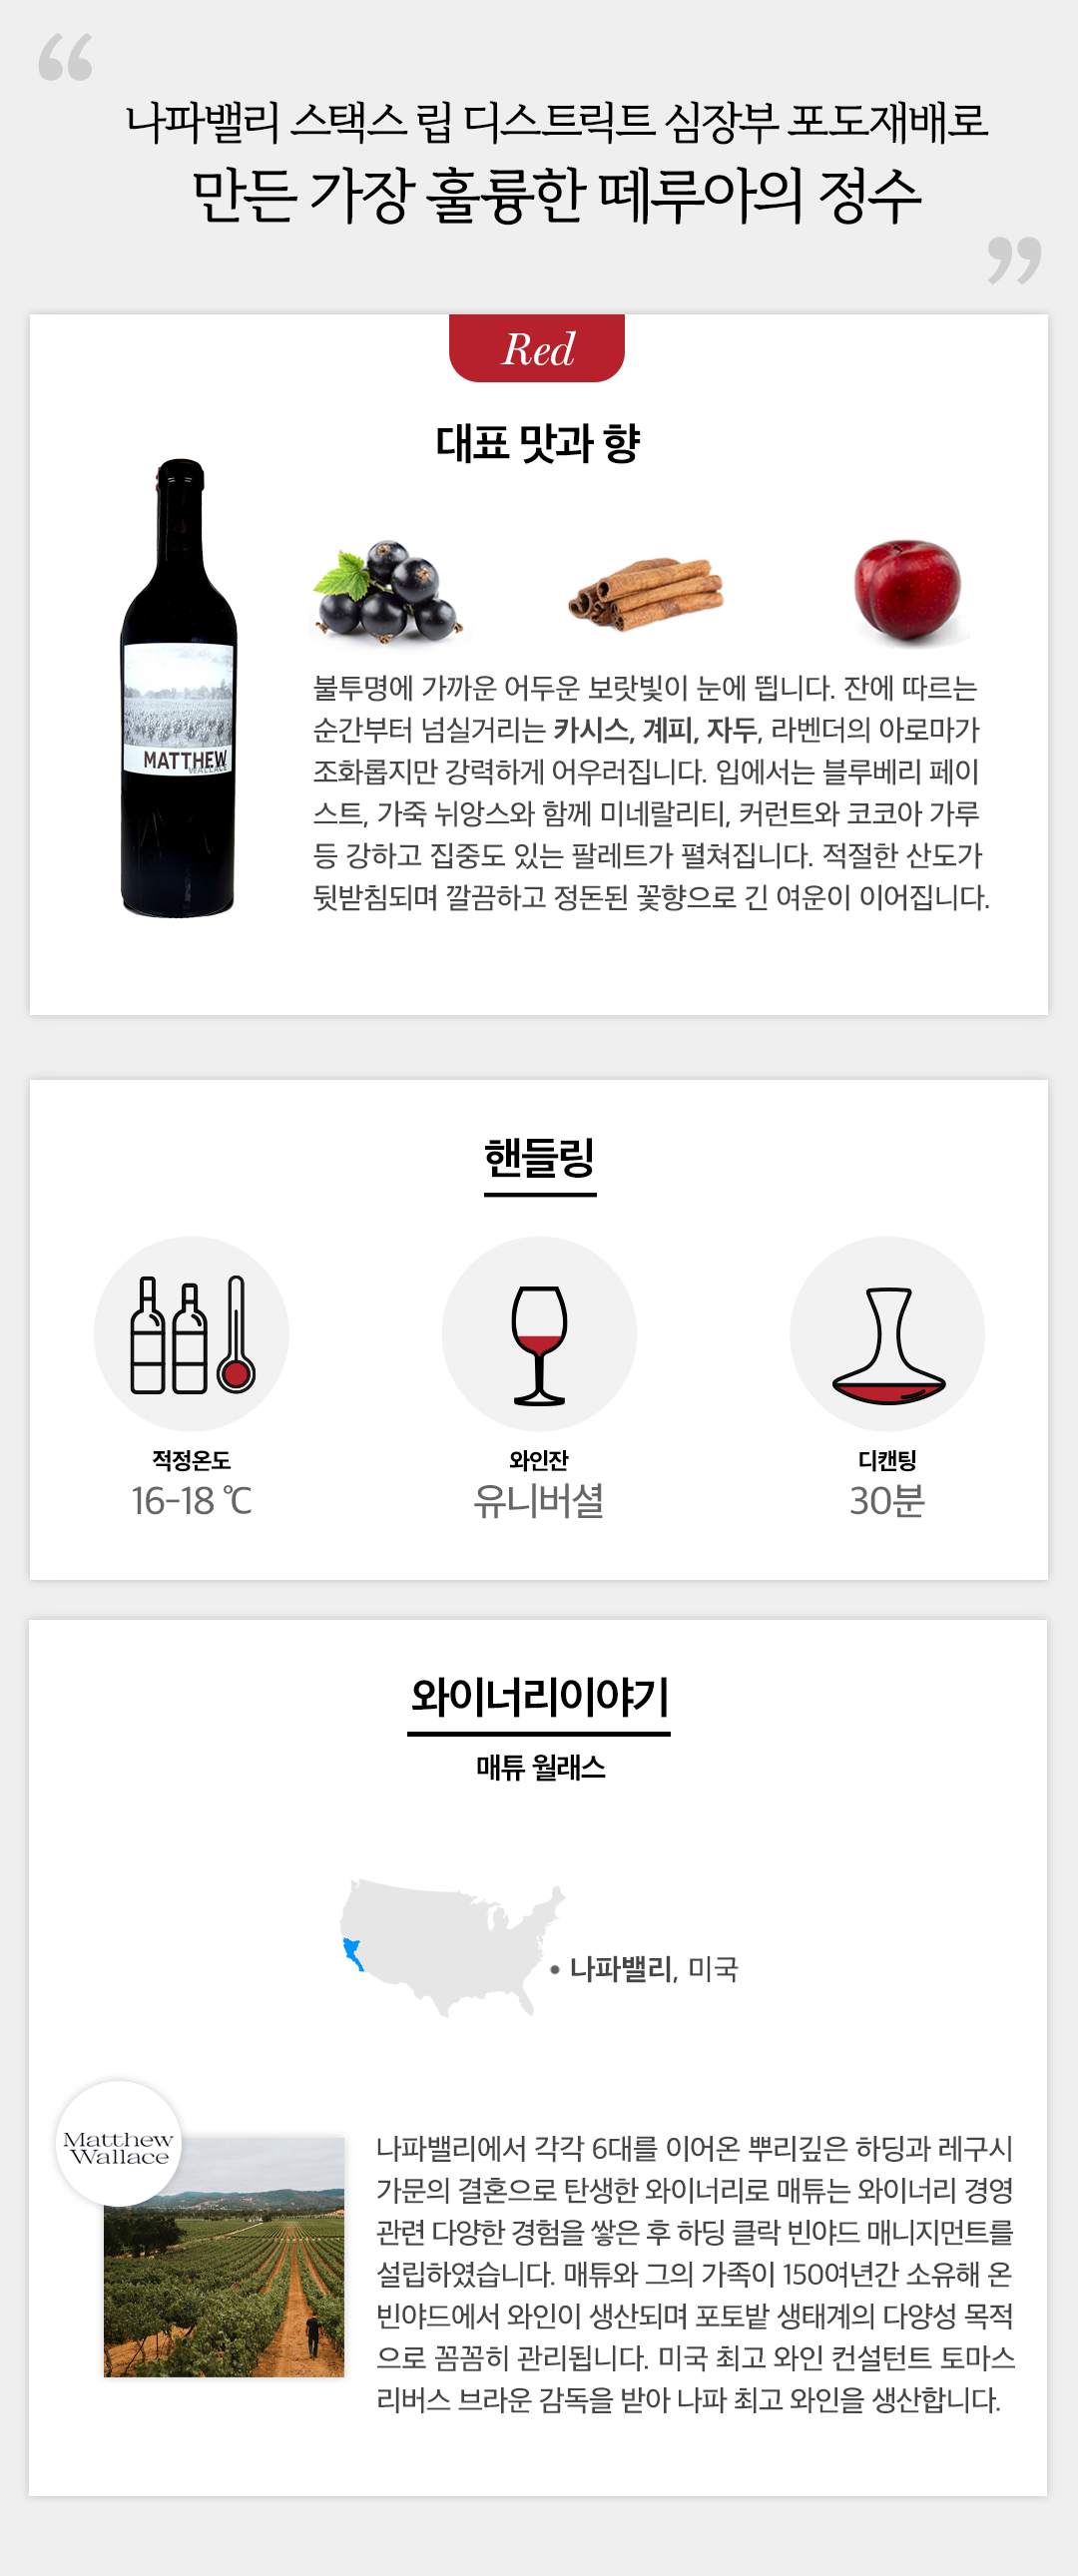 “
나파밸리 스택스 립 디스트릭트 심장부 포도재배로
만든 가장 훌륭한 떼루아의 정수
”
Red
대표 맛과 향
MATTHEW
WALLACE
불투명에 가까운 어두운 보랏빛이 눈에 띕니다. 잔에 따르는
순간부터 넘실거리는 카시스, 계피, 자두, 라벤더의 아로마가
조화롭지만 강력하게 어우러집니다. 입에서는 블루베리 페이
스트, 가죽 뉘앙스와 함께 미네랄리티, 커런트와 코코아 가루
등 강하고 집중도 있는 팔레트가 펼쳐집니다. 적절한 산도가
뒷받침되며 깔끔하고 정돈된 꽃향으로 긴 여운이 이어집니다.
핸들링
적정온도
16-18 ℃
와인잔
유니버셜
디캔팅
30분
와이너리이야기
매튜 월래스
• 나파밸리, 미국
Matthew
Wallace
나파밸리에서 각각 6대를 이어온 뿌리깊은 하딩과 레구시
가문의 결혼으로 탄생한 와이너리로 매튜는 와이너리 경영
관련 다양한 경험을 쌓은 후 하딩 클락 빈야드 매니지먼트를
설립하였습니다. 매튜와 그의 가족이 150여년간 소유해 온
빈야드에서 와인이 생산되며 포토밭 생태계의 다양성 목적
으로 꼼꼼히 관리됩니다. 미국 최고 와인 컨설턴트 토마스
리버스 브라운 감독을 받아 나파 최고 와인을 생산합니다.